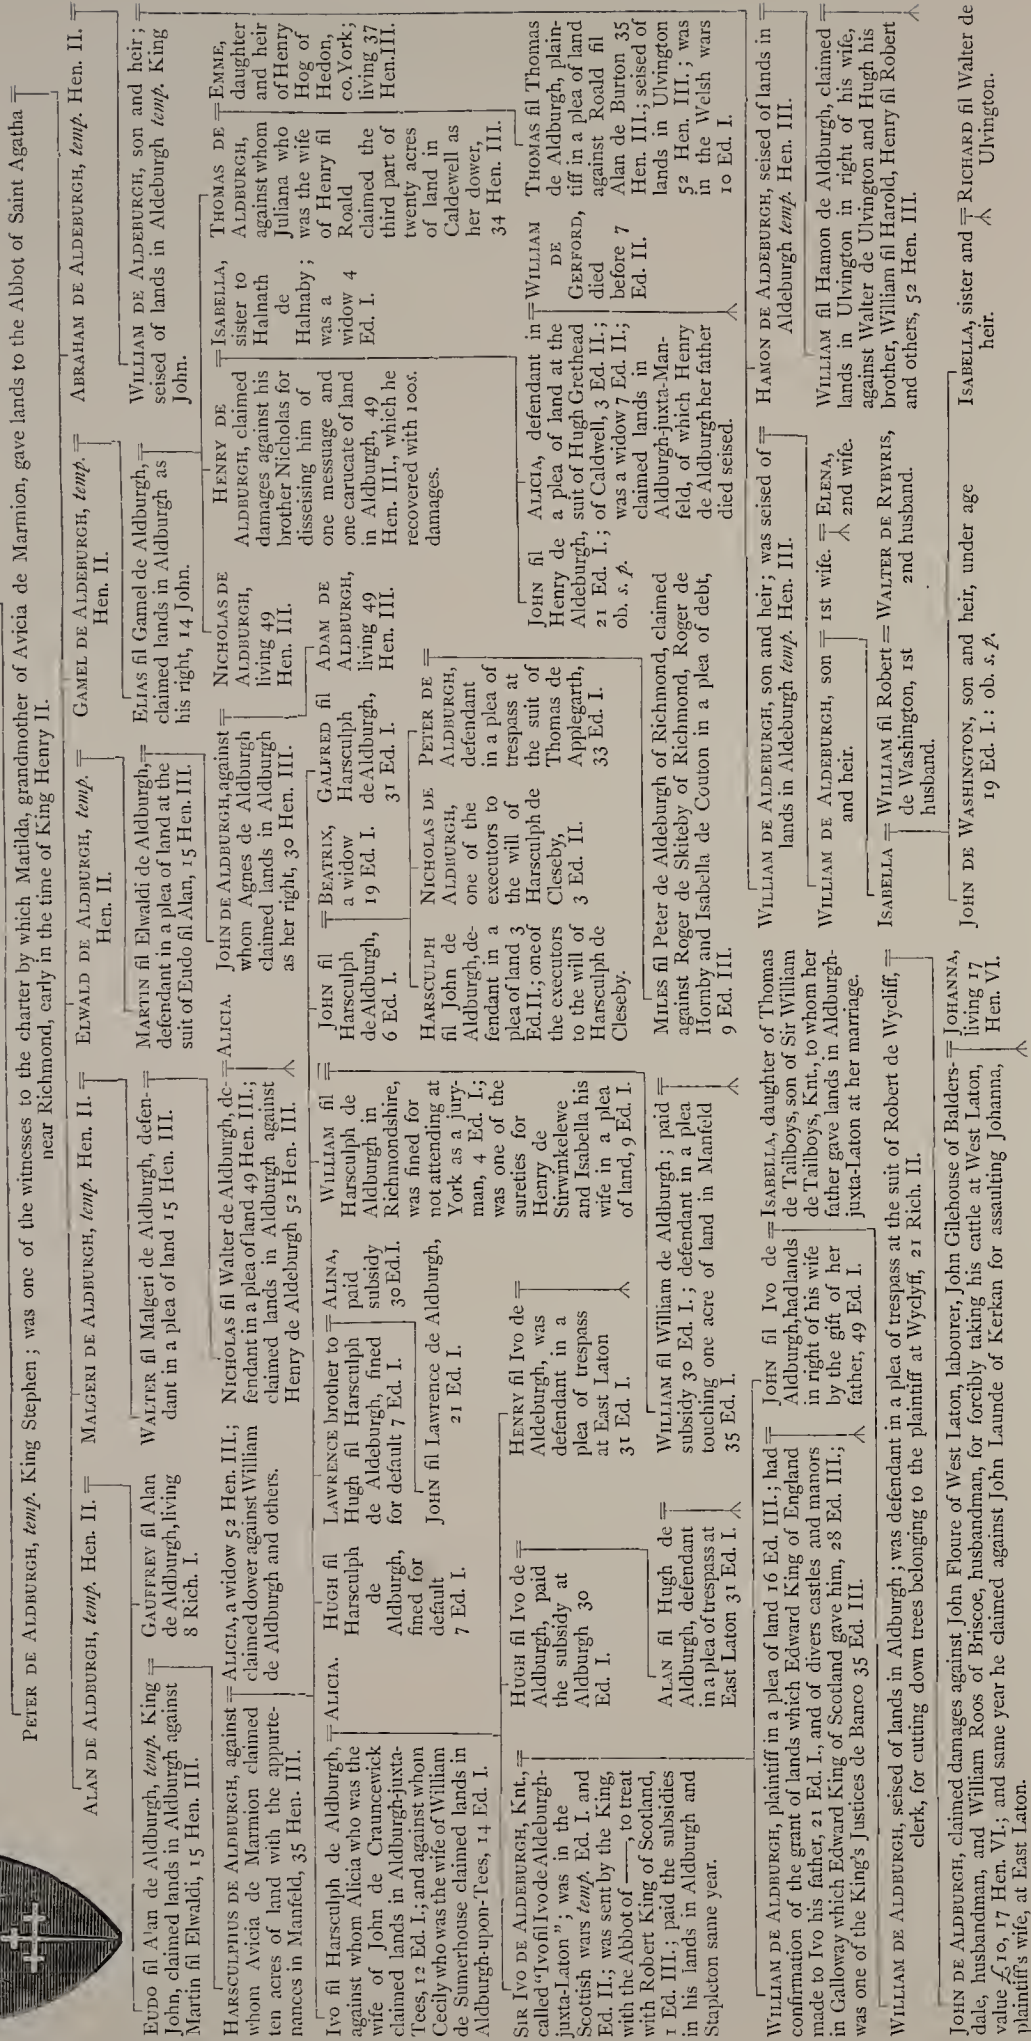 PETER DE ALDBURGH, temp. King Stephen; was one of the witnesses to the charter by which Matilda, grandmother of Avicia de Marmion, gave lands to the Abbot of Saint Agatha
near Richmond, early in the time of King Henry II.
ALAN DE ALDBURGH, temp. Hen. II.
MALGERI DE ALDBURGH, temp. Hen. II.
ELWALD DE ALDBURGH, temp.
Hen. II.
GAMEL DE ALDEBURGH, temp.
Hen. II.
ABRAHAM DE ALDEBURGH, temp. Hen. II.
EUDO fil Alan de Aldburgh, temp. King
John, claimed lands in Aldburgh against
Martin fil Elwaldi, 15 Hen. III.
GAUFFREY fil Alan
de Aldburgh, living
8 Rich. I.
WALTER fil Malgeri de Aldburgh, defen-
dant in a plea of land 15 Hen. III.
MARTIN fil Elwaldi de Aldburgh,
defendant in a plea of land at the
suit of Eudo fil Alan, 15 Hen. III.
ELIAS fil Gamel de Aldburgh,
claimed lands in Aldburgh as
his right, 14 John.
WILLIAM DE ALDEBURGH, son and heir;
seised of lands in Aldeburgh temp. King
John.
HARSCULPHUS DE ALDBURGH, against
whom Avicia de Marmion claimed
ten acres of land with the appurte-
nances in Manfeld, 35 Hen. III.
ALICIA, a widow 52 Hen. III.;
claimed dower against William
de Aldburgh and others.
NICHOLAS fil Walter de Aldburgh, de-
fendant in a plea of land 49 Hen. III.;
claimed lands in Aldburgh against
Henry de Aldeburgh 52 Hen. III.
ALICIA.
JOHN DE ALDBURGH, against
whom Agnes de Aldburgh
claimed lands in Aldburgh
as her right, 30 Hen. III.
NICHOLAS DE
ALDBURGH,
living 49
Hen. III.
HENRY DE
ALDBURGH, claimed
damages against his
brother Nicholas for
disseising him of
one messuage and
one carucate of land
in Aldburgh, 49
Hen. III., which he
recovered with 100s.
damages.
ISABELLA,
sister to
Halnath
de
Halnaby;
was a
widow 4
Ed. I.
THOMAS DE
ALDBURGH,
against whom
Juliana who
was the wife
of Henry fil
Roald
claimed the
third part of
twenty acres
of land in
Caldewell as
her dower,
34 Hen. III.
EMME,
daughter
and heir
of Henry
Hog of
Hedon,
co. York;
living 37
Hen. III.
IVO fil Harsculph de Aldburgh,
against whom Alicia who was the
wife of John de Crauncewick
claimed lands in Aldburgh-juxta-
Tees, 12 Ed. I.; and against whom
Cecily who was the wife of William
de Sumerhouse claimed lands in
Aldburgh-upon-Tees, 14 Ed. I.
ALICIA.
HUGH fil
Harsculph
de
Aldburgh,
fined for
default
7 Ed. I.
LAWRENCE brother to
Hugh fil Harsculph
de Aldeburgh, fined
for default 7 Ed. I.
ALINA,
paid
subsidy
30 Ed. I.
JOHN fil Lawrence de Aldburgh,
21 Ed. I.
WILLIAM fil
Harsculph de
Aldburgh in
Richmondshire,
was fined for
not attending at
York as a jury-
man, 4 Ed. I.;
was one of the
sureties for
Henry de
Stirwinkelewe
and Isabella his
wife in a plea
of land, 9 Ed. I.
JOHN fil
Harsculph
de Aldburgh,
6 Ed. I.
BEATRIX,
a widow
19 Ed. I.
GALFRED fil
Harsculph
de Aldburgh,
31 Ed. I.
ADAM DE
ALDBURGH,
living 49
Hen. III.
JOHN fil
Henry de
Aldeburgh,
21 Ed. I.;
ob. s. p.
ALICIA, defendant in
a plea of land at the
suit of Hugh Grethead
of Caldwell, 3 Ed. II.;
was a widow 7 Ed. II.;
claimed lands in
Aldburgh-juxta-Man-
feld, of which Henry
de Aldburgh her father
died seised.
WILLIAM
DE
GERFORD,
died
before 7
Ed. II.
THOMAS fil Thomas
de Aldburgh, plain-
tiff in a plea of land
against Roald fil
Alan de Burton 35
Hen. III.; seised of
lands in Ulvington
52 Hen. III.; was
in the Welsh wars
10 Ed. I.
HARSCULPH
fil John de
Aldburgh, de-
fendant in a
plea of land 3
Ed. II.; one of
the executors
to the will of
Harsculph de
Cleseby.
NICHOLAS DE
ALDBURGH,
one of the
executors to
the will of
Harsculph de
Cleseby,
3 Ed. II.
PETER DE
ALDBURGH,
defendant
in a plea of
trespass at
the suit of
Thomas de
Applegarth,
33 Ed. I.
SIR IVO DE ALDEBURGH, Knt.,
called "Ivo fil Ivo de Aldeburgh-
juxta-Laton"; was in the
Scottish wars temp. Ed. I. and
Ed. II.; was sent by the King,
with the Abbot of ——, to treat
with Robert King of Scotland,
1 Ed. III.; paid the subsidies
in his lands in Aldburgh and
Stapleton same year.
HUGH fil Ivo de
Aldburgh, paid
the subsidy at
Aldburgh 30
Ed. I.
HENRY fil Ivo de
Aldeburgh, was
defendant in a
plea of trespass
at East Laton
31 Ed. I.
ALAN fil Hugh de
Aldburgh, defendant
in a plea of trespass at
East Laton 31 Ed. I.
WILLIAM fil William de Aldburgh; paid
subsidy 30 Ed. I.; defendant in a plea
touching one acre of land in Manfeld
35 Ed. I.
MILES fil Peter de Aldeburgh of Richmond, claimed
against Roger de Skiteby of Richmond, Roger de
Hornby and Isabella de Couton in a plea of debt,
9 Ed. III.
WILLIAM DE ALDEBURGH, son and heir; was seised of
lands in Aldeburgh temp. Hen. III.
HAMON DE ALDEBURGH, seised of lands in
Aldeburgh temp. Hen. III.
WILLIAM DE ALDEBURGH, son
and heir.
1st wife.
ELENA,
2nd wife.
WILLIAM fil Hamon de Aldburgh, claimed
lands in Ulvington in right of his wife,
against Walter de Ulvington and Hugh his
brother, William fil Harold, Henry fil Robert
and others, 52 Hen. III.
WILLIAM DE ALDBURGH, plaintiff in a plea of land 16 Ed. III.; had
confirmation of the grant of lands which Edward King of England
made to Ivo his father, 21 Ed. I., and of divers castles and manors
in Galloway which Edward King of Scotland gave him, 28 Ed. III.;
was one of the King's Justices de Banco 35 Ed. III.
JOHN fil Ivo de
Aldburgh, had lands
in right of his wife
by the gift of her
father, 49 Ed. I.
ISABELLA, daughter of Thomas
de Tailboys, son of Sir William
de Tailboys, Knt., to whom her
father gave lands in Aldburgh-
juxta-Laton at her marriage.
ISABELLA
WILLIAM fil Robert
de Washington, 1st
husband.
WALTER DE RYBYRIS,
2nd husband.
WILLIAM DE ALDBURGH, seised of lands in Aldburgh; was defendant in a plea of trespass at the suit of Robert de Wycliff,
clerk, for cutting down trees belonging to the plaintiff at Wyclyff, 21 Rich. II.
JOHN DE WASHINGTON, son and heir, under age
19 Ed. I.: ob. s. p.
ISABELLA, sister and
heir.
RICHARD fil Walter de
Ulvington.
JOHN DE ALDBURGH, claimed damages against John Floure of West Laton, labourer, John Gilehouse of Balders-
dale, husbandman, and William Roos of Briscoe, husbandman, for forcibly taking his cattle at West Laton,
value £10, 17 Hen. VI.; and same year he claimed against John Launde of Kerkan for assaulting Johanna,
plaintiff's wife, at East Laton.
JOHANNA,
living 17
Hen. VI.